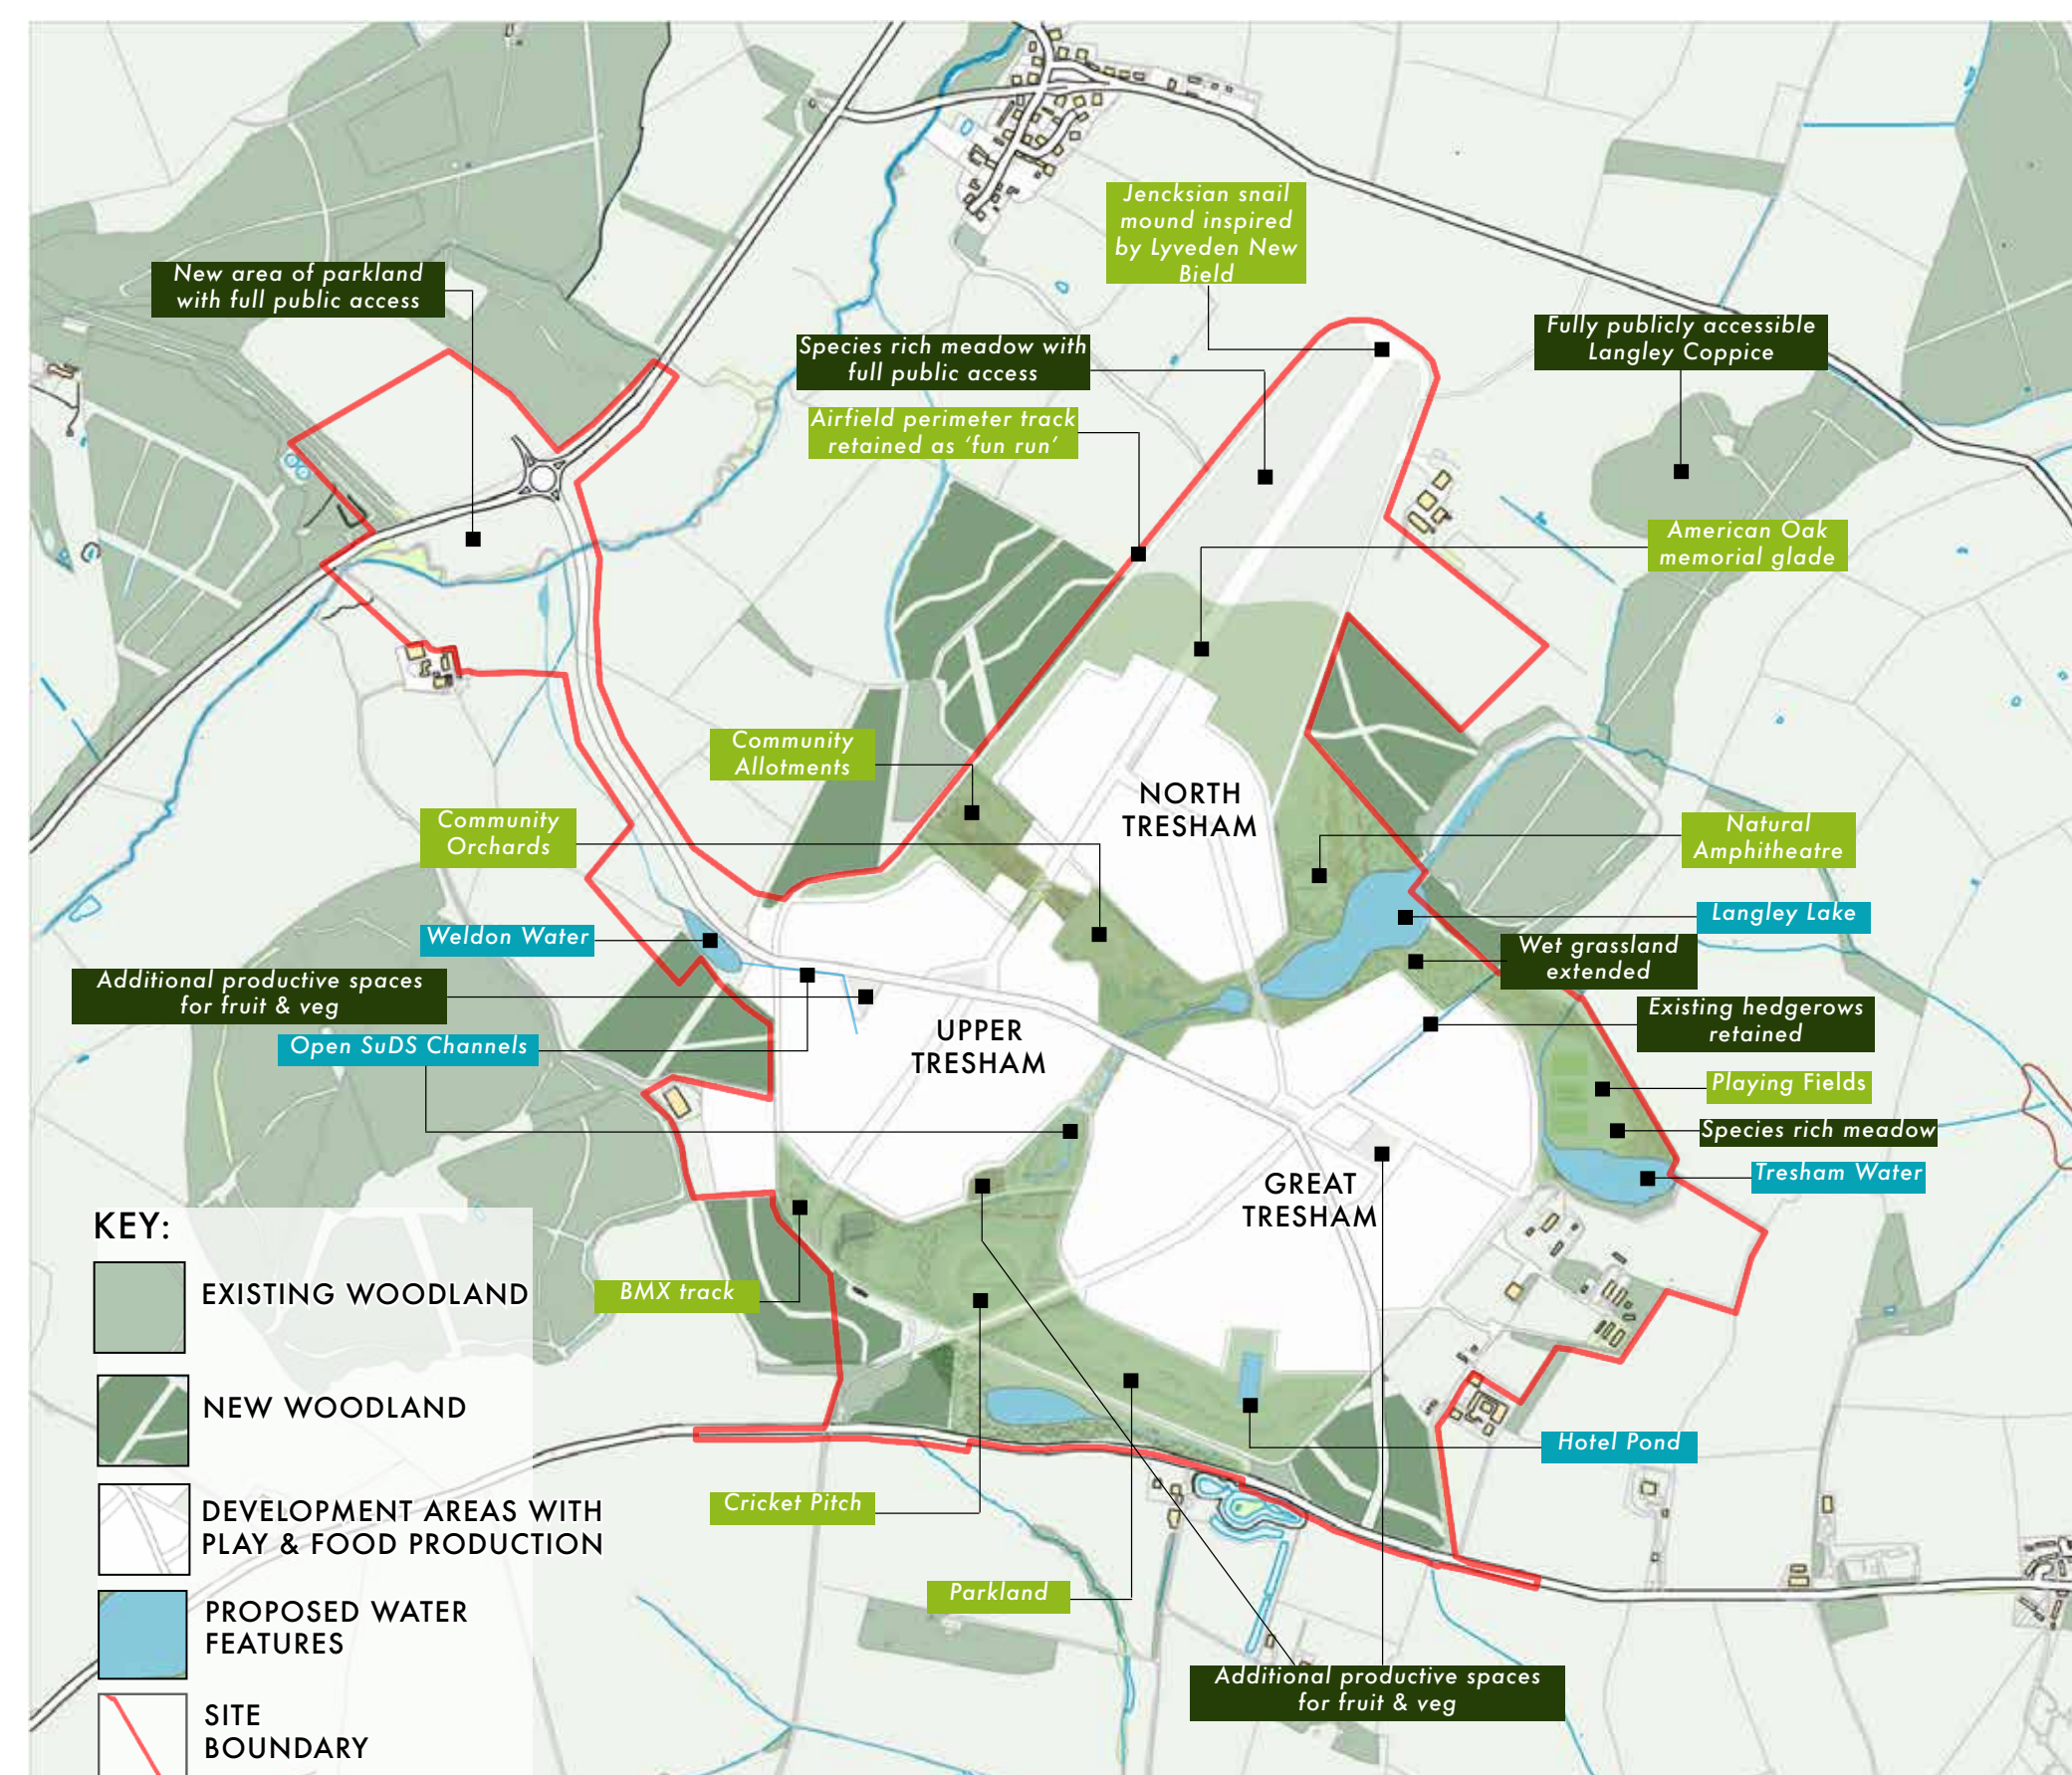 Jencksian snail
mound inspired
by Lyveden New
Bield
New area of parkland
with full public access
Fully publicly accessible
Langley Coppice
Species rich meadow with
full public access
Airfield perimeter track
retained as ‘fun run’
American Oak
memorial glade
Community
Allotments
NORTH
TRESHAM
Community
Orchards
Natural
Amphitheatre
Langley Lake
Weldon Water
Wet grassland
extended
Additional productive spaces
for fruit & veg
Existing hedgerows
retained
UPPER
TRESHAM
Open SuDS Channels
Playing Fields
Species rich meadow
Tresham Water
GREAT
TRESHAM
KEY:
EXISTING WOODLAND
BMX track
NEW WOODLAND
Hotel Pond
Cricket Pitch
DEVELOPMENT AREAS WITH
PLAY & FOOD PRODUCTION
Parkland
PROPOSED WATER
FEATURES
Additional productive spaces
for fruit & veg
SITE
BOUNDARY